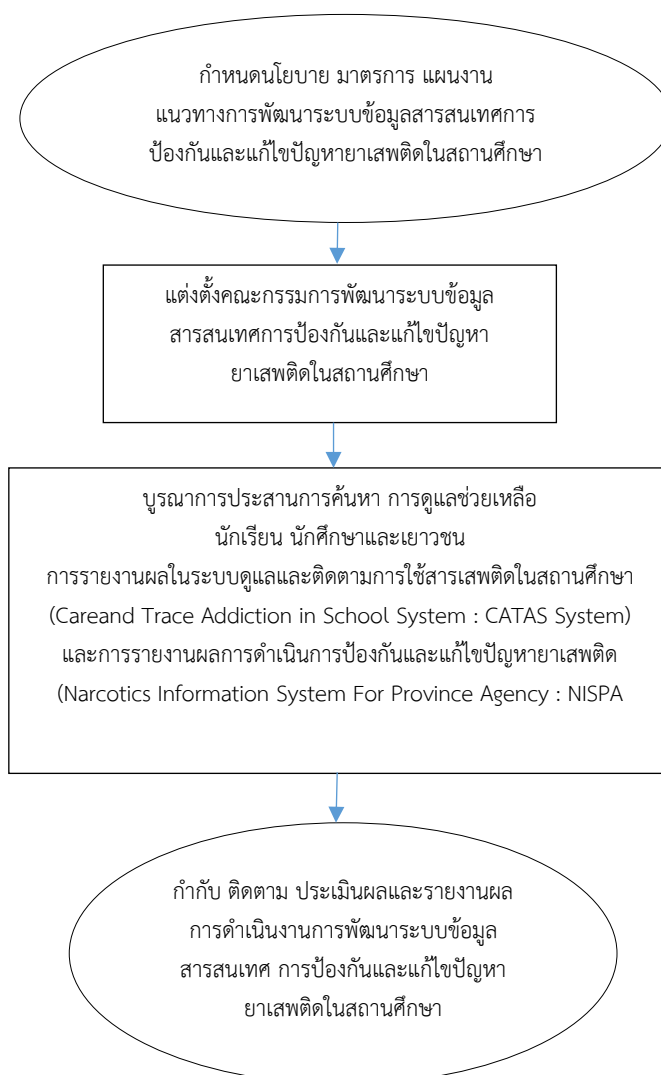 กำหนดนโยบาย มาตรการ แผนงาน
แนวทางการพัฒนาระบบข้อมูลสารสนเทศการ
ป้องกันและแก้ไขปัญหายาเสพติดในสถานศึกษา
แต่งตั้งคณะกรรมการพัฒนาระบบข้อมูล
สารสนเทศการป้องกันและแก้ไขปัญหา
ยาเสพติดในสถานศึกษา
บูรณาการประสานการค้นหา การดูแลช่วยเหลือ
นักเรียน นักศึกษาและเยาวชน
การรายงานผลในระบบดูแลและติดตามการใช้สารเสพติดในสถานศึกษา
(Careand Trace Addiction in School System : CATAS System)
และการรายงานผลการดำเนินการป้องกันและแก้ไขปัญหายาเสพติด
(Narcotics Information System For Province Agency : NISPA
กำกับ ติดตาม ประเมินผลและรายงานผล
การดำเนินงานการพัฒนาระบบข้อมูล
สารสนเทศ การป้องกันและแก้ไขปัญหา
ยาเสพติดในสถานศึกษา